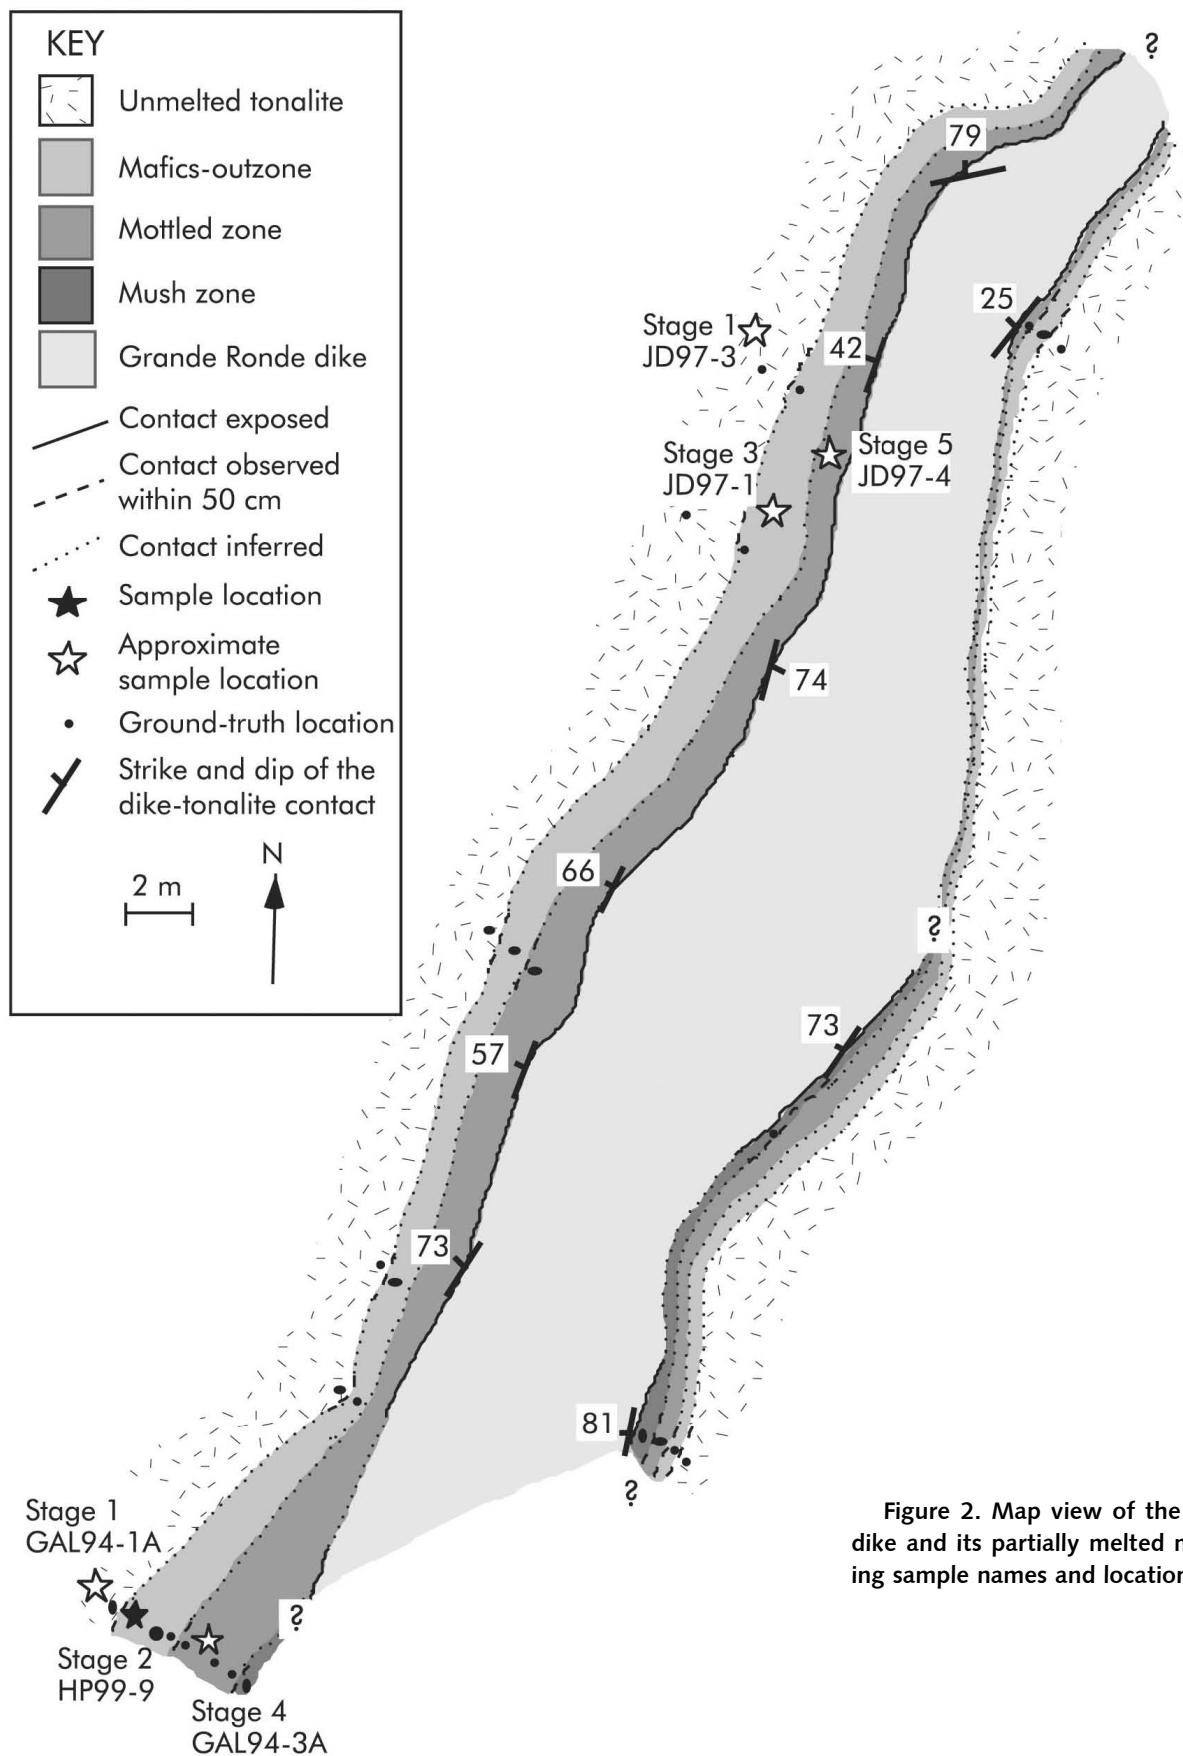 KEY
Unmelted tonalite
Mafics-outzone
Mottled zone
Mush zone
Grande Ronde dike
Contact exposed
Contact observed
within 50 cm
Contact inferred
Sample location
Approximate
sample location
Ground-truth location
Strike and dip of the
dike-tonalite contact
2 m
N
?
79
25
Stage 1
JD97-3
42
Stage 3
JD97-1
Stage 5
JD97-4
74
66
?
73
57
73
81
?
Stage 1
GAL94-1A
?
Stage 2
HP99-9
Stage 4
GAL94-3A
Figure 2. Map view of the
dike and its partially melted
ing sample names and location